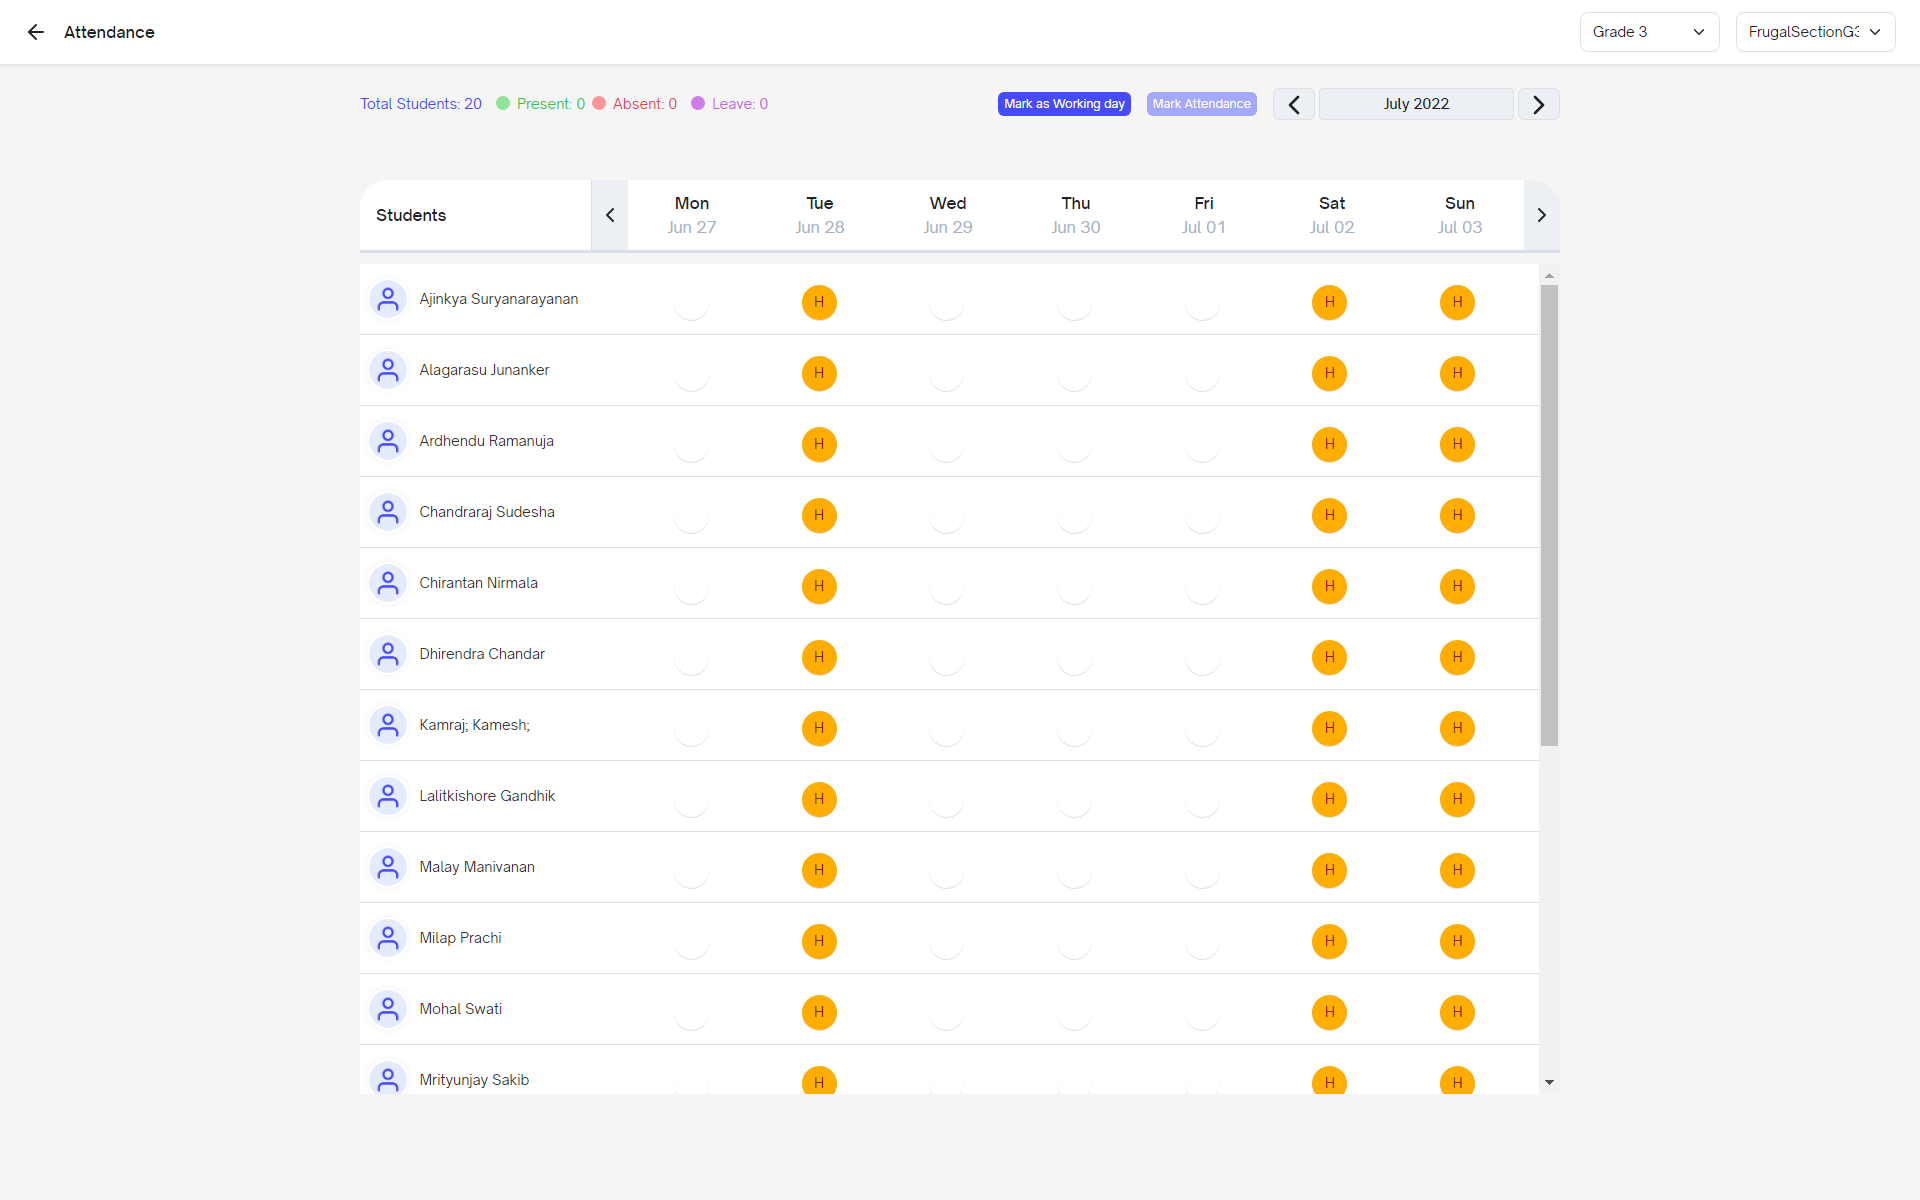 Attendance
Grade 3
FrugalSectionG3
Total Students: 20 Present: 0 Absent: 0 Leave: 0
Mark as Working day
Mark Attendance
July 2022
Students
Mon Tue Wed Thu Fri Sat Sun
Jun 27 Jun 28 Jun 29 Jun 30 Jul 01 Jul 02 Jul 03
Ajinkya Suryanarayanan H H H
Alagarasu Junanker H H H
Ardhendu Ramanuja H H H
Chandraraj Sudesha H H H
Chirantan Nirmala H H H
Dhirendra Chandar H H H
Kamraj; Kamesh; H H H
Lalitkishore Gandhik H H H
Malay Manivanan H H H
Milap Prachi H H H
Mohal Swati H H H
Mrityunjay Sakib H H H